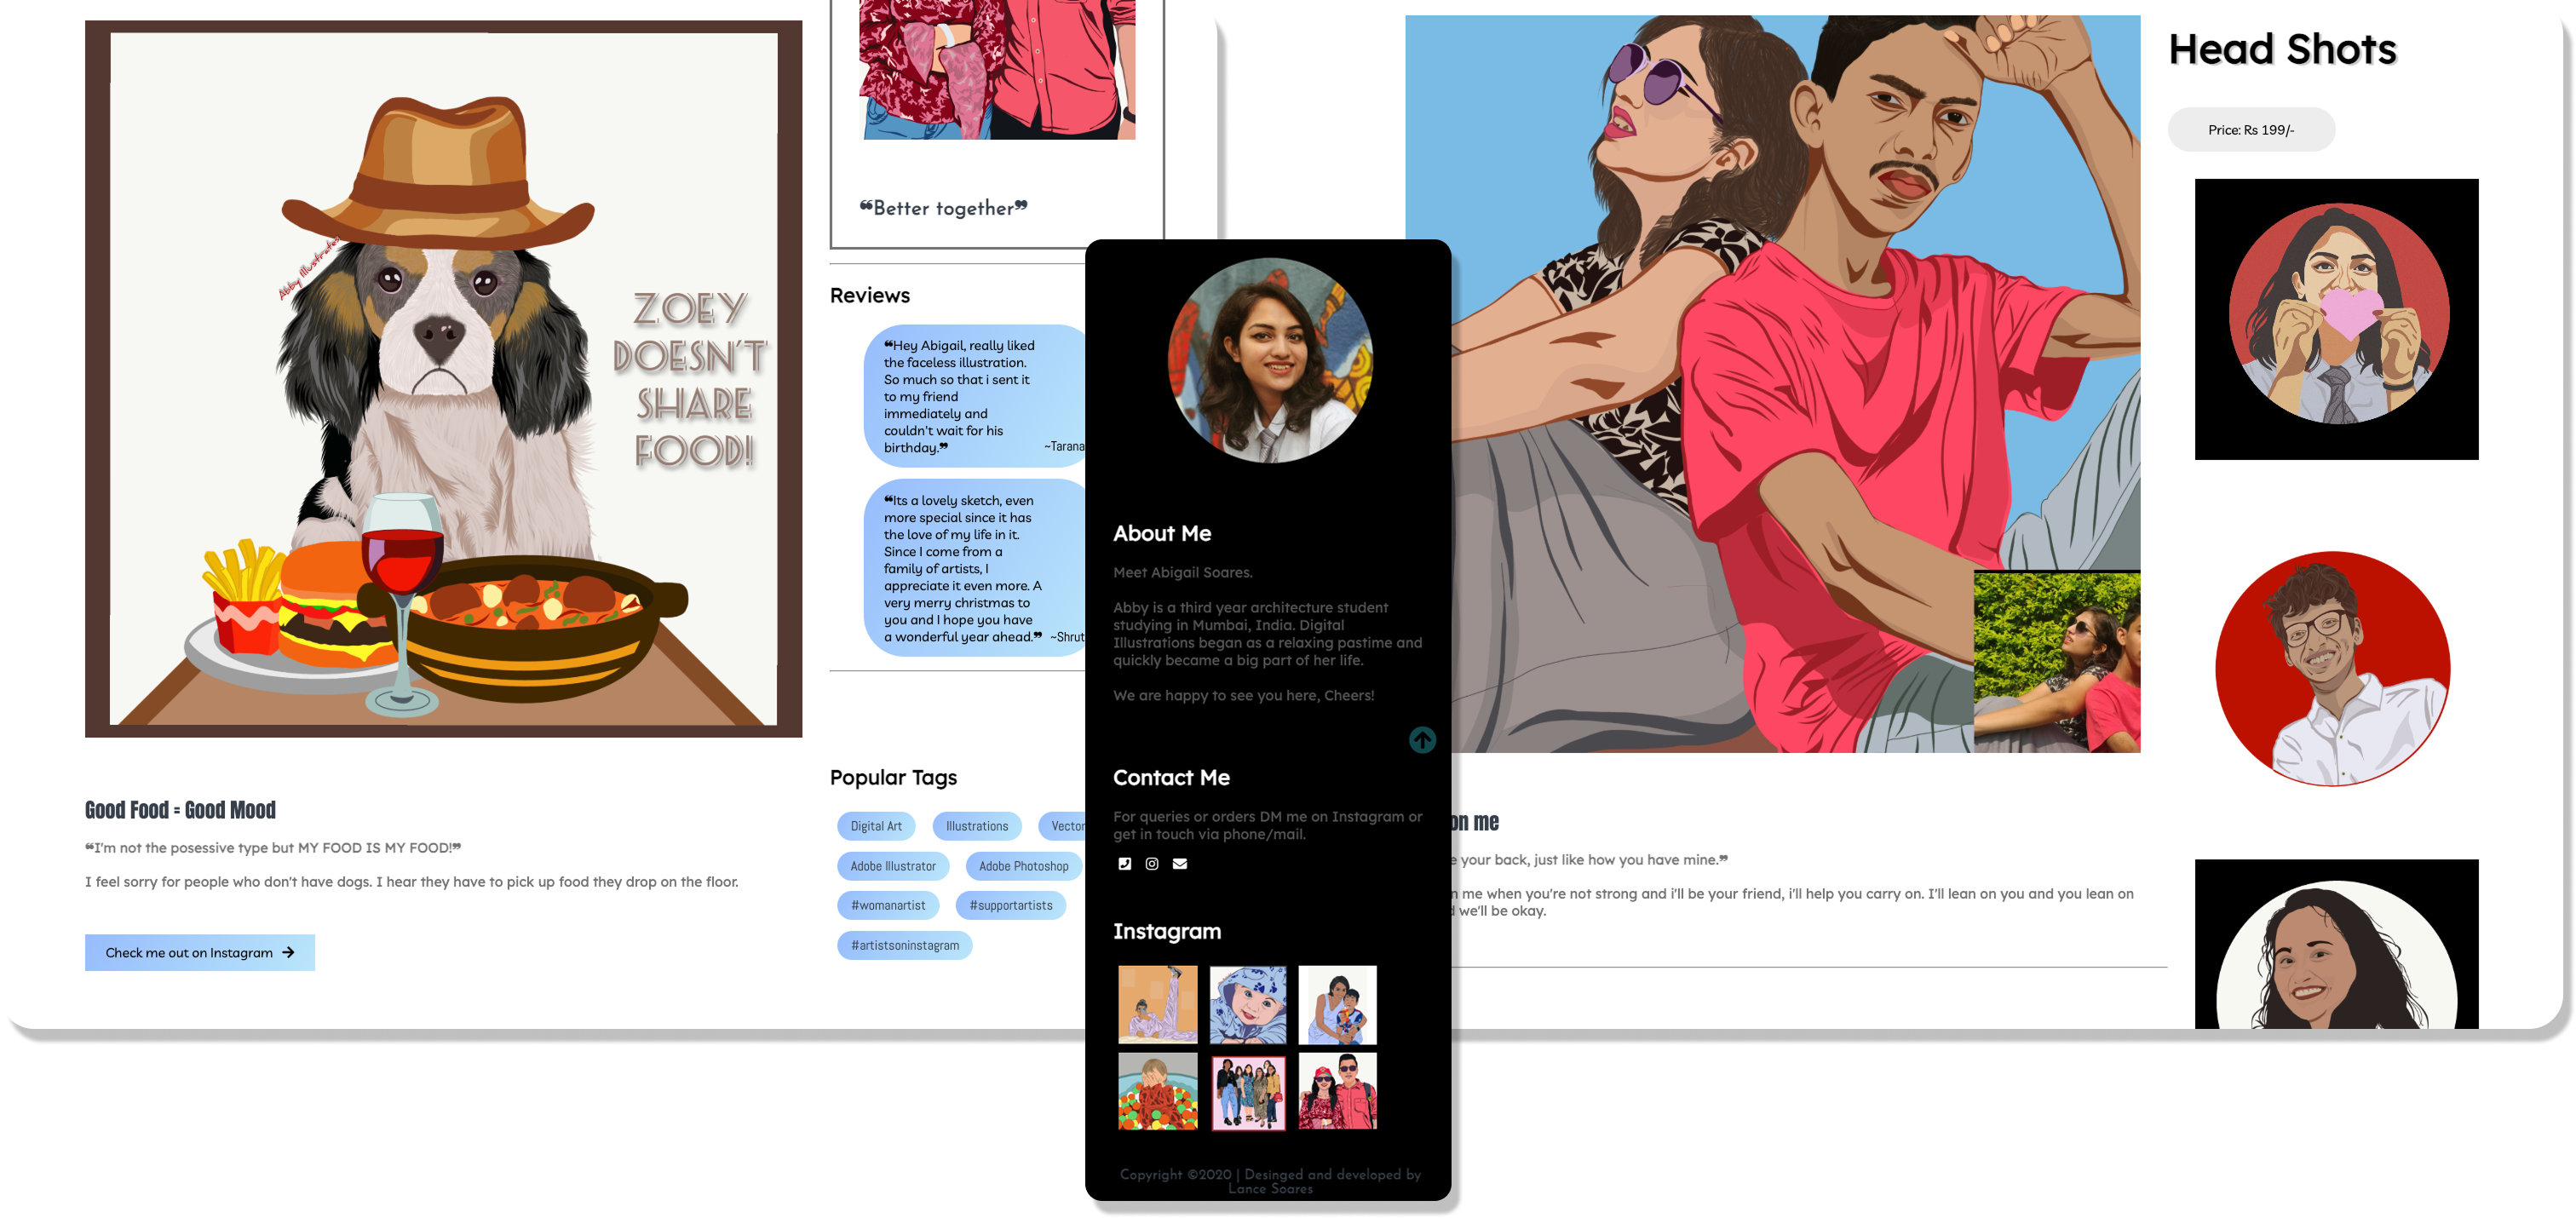 Abby Illustrates
ZOEY
DOESN'T
SHARE
FOOD!
Good Food = Good Mood
❝I'm not the posessive type but MY FOOD IS MY FOOD!❞
I feel sorry for people who don't have dogs. I hear they have to pick up food they drop on the floor.
Check me out on Instagram
❝Better together❞
Reviews
❝Hey Abigail, really liked
the faceless illustration.
So much so that i sent it
to my friend
immediately and
couldn't wait for his
birthday.❞
~Tarana
❝Its a lovely sketch, even
more special since it has
the love of my life in it.
Since I come from a
family of artists, I
appreciate it even more. A
very merry christmas to
you and I hope you have
a wonderful year ahead.❞ ~Shrut
Popular Tags
Digital Art Illustrations Vector
Adobe Illustrator Adobe Photoshop
#womanartist #supportartists
#artistsoninstagram
About Me
Meet Abigail Soares.
Abby is a third year architecture student
studying in Mumbai, India. Digital
Illustrations began as a relaxing pastime and
quickly became a big part of her life.
We are happy to see you here, Cheers!
Contact Me
For queries or orders DM me on Instagram or
get in touch via phone/mail.
Instagram
Copyright ©2020 | Desinged and developed by
Lance Soares
on me
your back, just like how you have mine.❞
me when you're not strong and i'll be your friend, i'll help you carry on. I'll lean on you and you lean on
we'll be okay.
Head Shots
Price: Rs 199/-